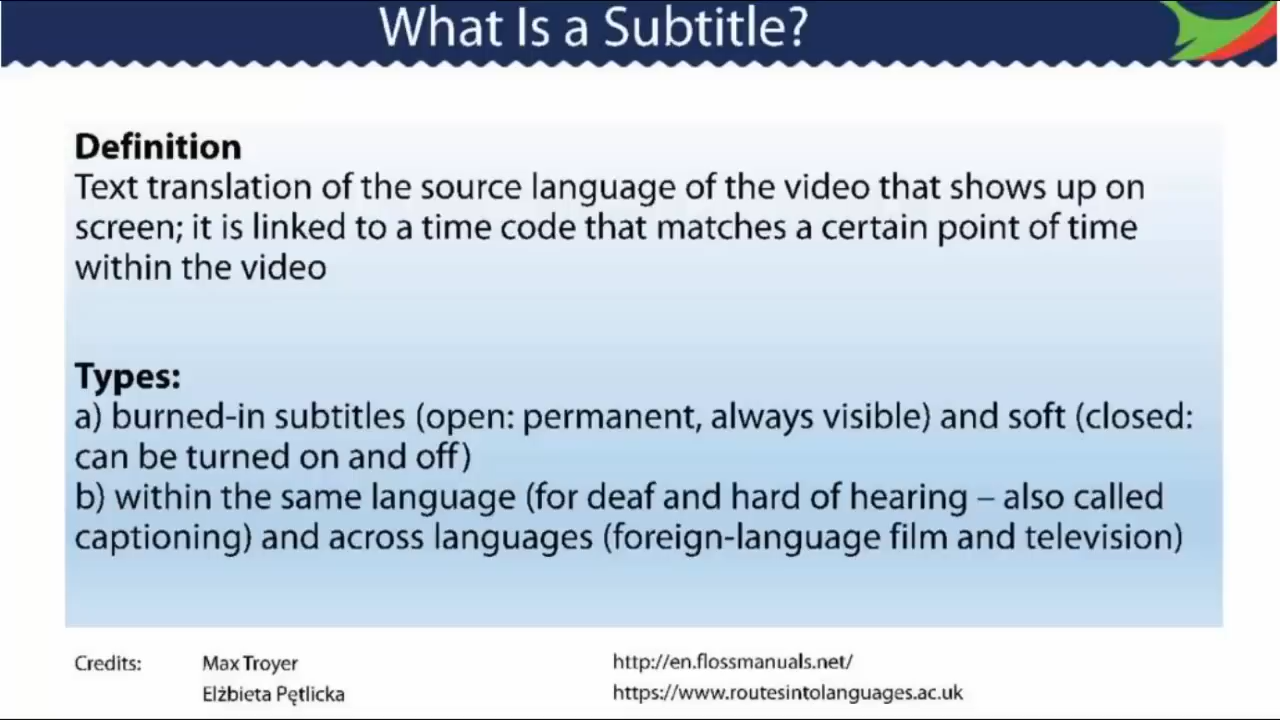 What Is a Subtitle?
Definition
Text translation of the source language of the video that shows up on
screen; it is linked to a time code that matches a certain point of time
within the video
Types:
a) burned-in subtitles (open: permanent, always visible) and soft (closed:
can be turned on and off)
b) within the same language (for deaf and hard of hearing – also called
captioning) and across languages (foreign-language film and television)
Credits: Max Troyer http://en.flossmanuals.net/
Elżbieta Pętlicka https://www.routesintolanguages.ac.uk